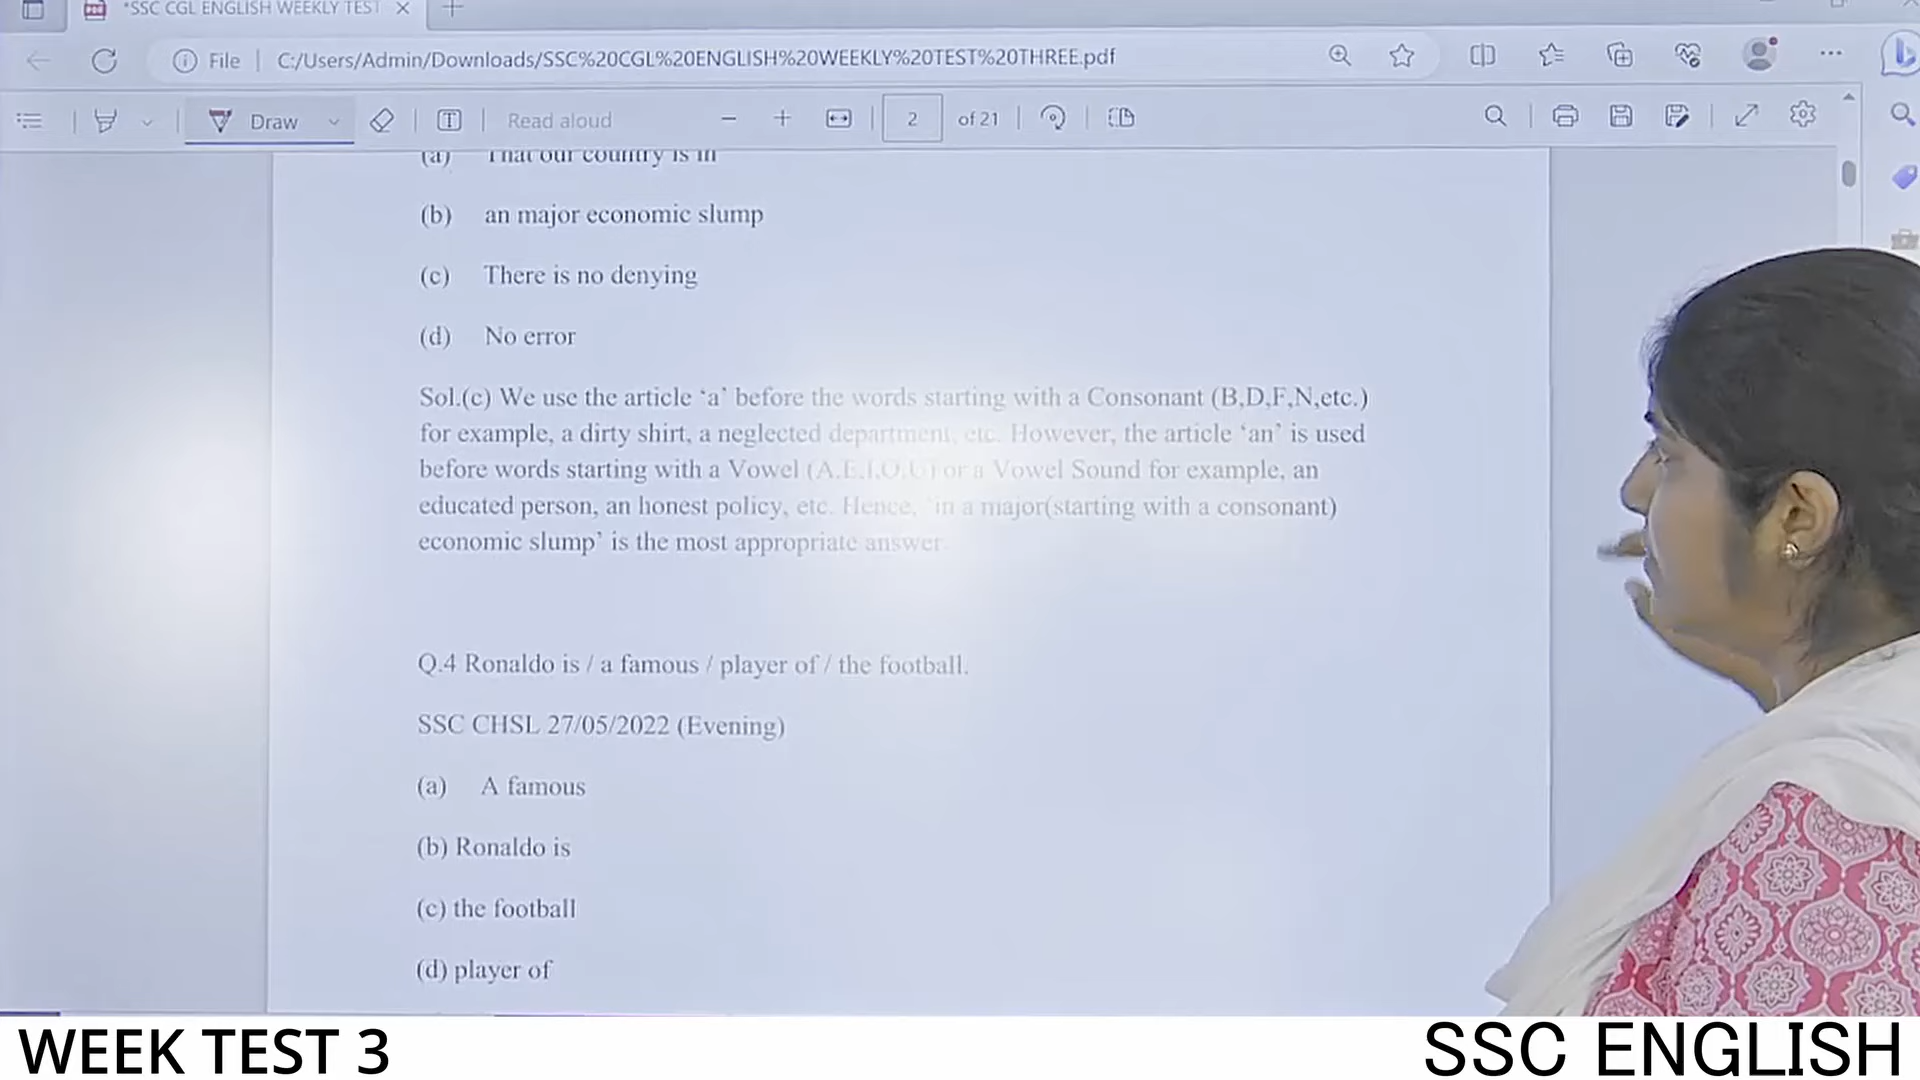 *SSC CGL ENGLISH WEEKLY TEST
File
C:/Users/Admin/Downloads/SSC%20CGL%20ENGLISH%20WEEKLY%20TEST%20THREE.pdf
Draw
Read aloud
2 of 21
(a) That our country is in
(b) an major economic slump
(c) There is no denying
(d) No error
Sol.(c) We use the article ‘a’ before the words starting with a Consonant (B,D,F,N,etc.)
for example, a dirty shirt, a neglected department, etc. However, the article ‘an’ is used
before words starting with a Vowel (A,E,I,O,U) or a Vowel Sound for example, an
educated person, an honest policy, etc. Hence, ‘in a major(starting with a consonant)
economic slump’ is the most appropriate answer.
Q.4 Ronaldo is / a famous / player of / the football.
SSC CHSL 27/05/2022 (Evening)
(a) A famous
(b) Ronaldo is
(c) the football
(d) player of
WEEK TEST 3
SSC ENGLISH